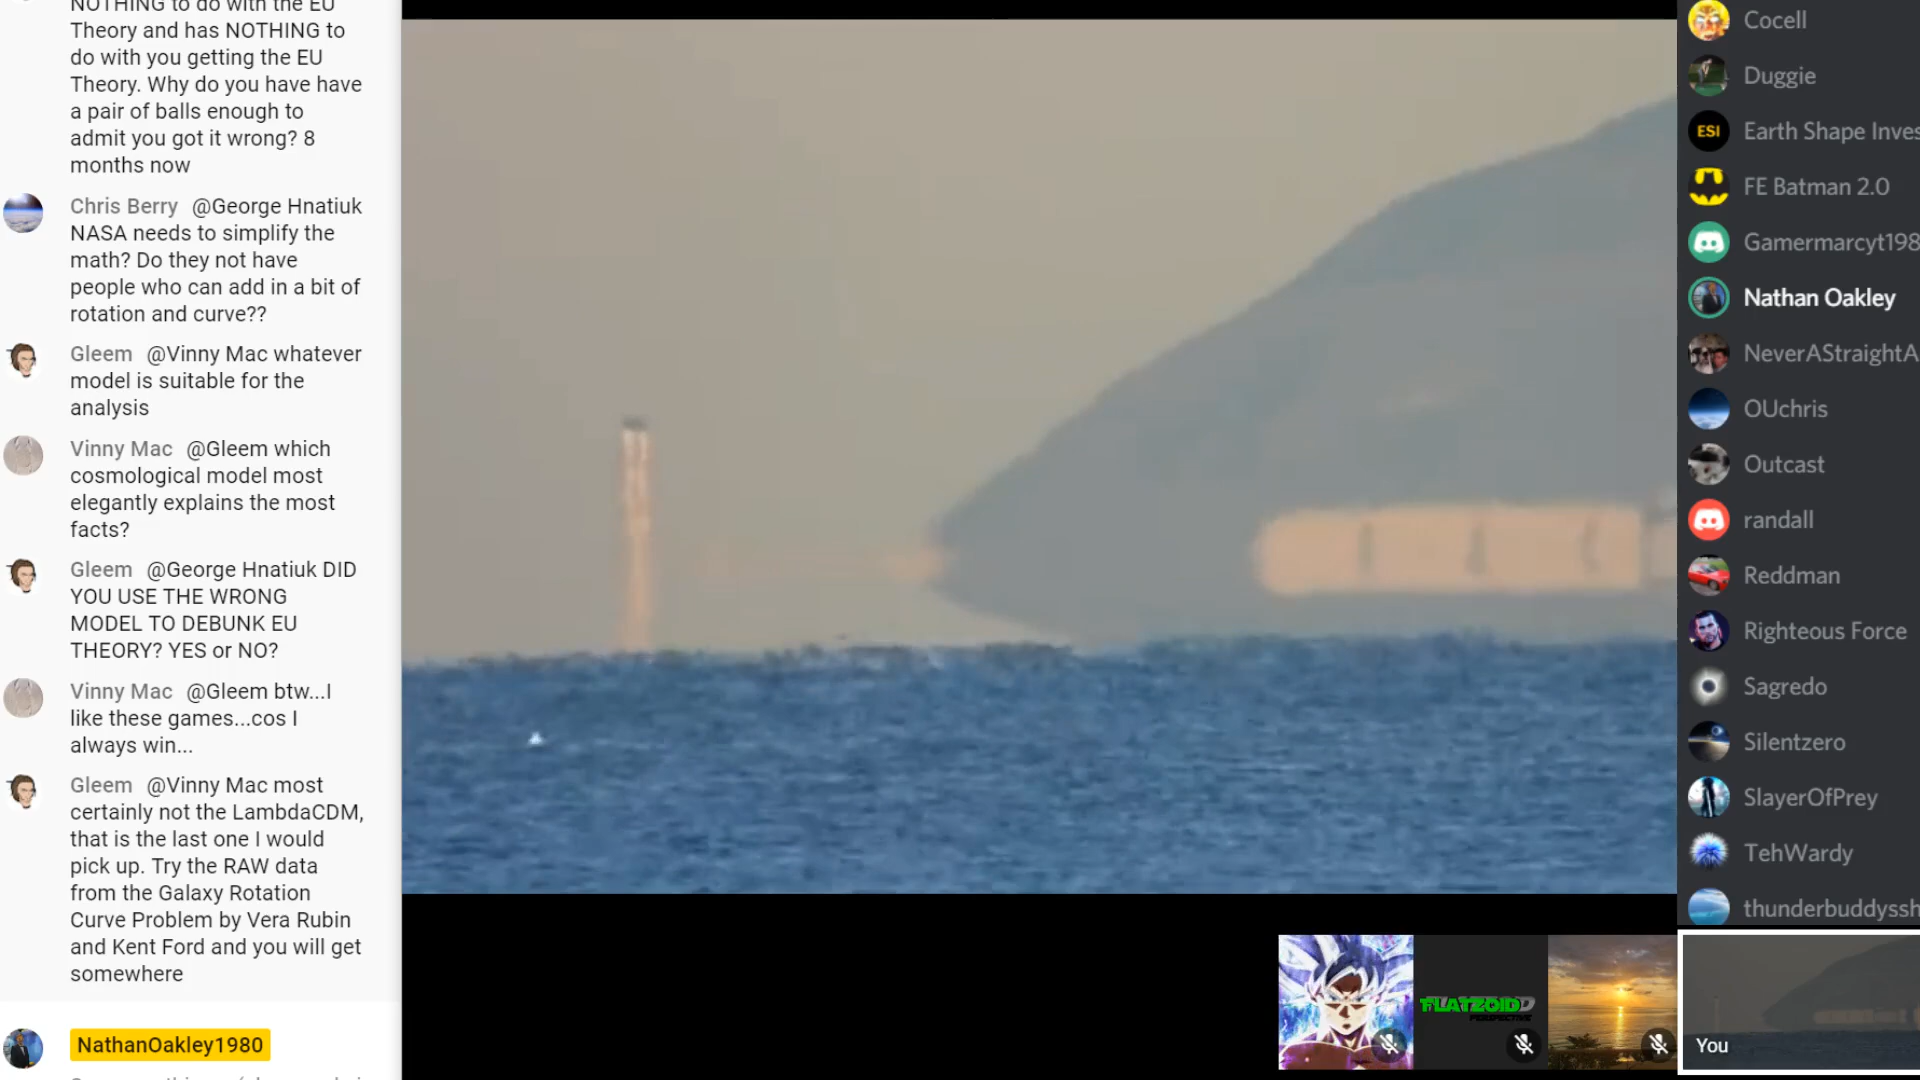 NOTHING to do with the EU
Theory and has NOTHING to
do with you getting the EU
Theory. Why do you have have
a pair of balls enough to
admit you got it wrong? 8
months now
Chris Berry @George Hnatiuk
NASA needs to simplify the
math? Do they not have
people who can add in a bit of
rotation and curve??
Gleem @Vinny Mac whatever
model is suitable for the
analysis
Vinny Mac @Gleem which
cosmological model most
elegantly explains the most
facts?
Gleem @George Hnatiuk DID
YOU USE THE WRONG
MODEL TO DEBUNK EU
THEORY? YES or NO?
Vinny Mac @Gleem btw...I
like these games...cos I
always win...
Gleem @Vinny Mac most
certainly not the LambdaCDM,
that is the last one I would
pick up. Try the RAW data
from the Galaxy Rotation
Curve Problem by Vera Rubin
and Kent Ford and you will get
somewhere
NathanOakley1980
Cocell
Duggie
ESI
Earth Shape Inves
FE Batman 2.0
Gamermarcyt198
Nathan Oakley
NeverAStraightA
OUchris
Outcast
randall
Reddman
Righteous Force
Sagredo
Silentzero
SlayerOfPrey
TehWardy
thunderbuddyssh
FLATZOID
PERSPECTIVE
You